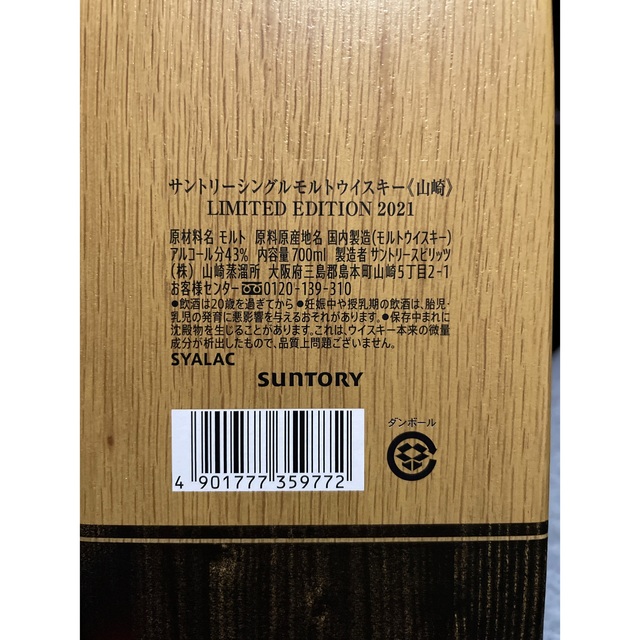 サントリーシングルモルトウイスキー《山崎》
LIMITED EDITION 2021
原材料名 モルト 原料原産地名 国内製造(モルトウイスキー)
アルコール分43% 内容量700ml 製造者 サントリースピリッツ
(株) 山崎蒸溜所 大阪府三島郡島本町山崎5丁目2-1
お客様センター 0120-139-310
●飲酒は20歳を過ぎてから ●妊娠中や授乳期の飲酒は、胎児・
乳児の発育に悪影響を与えるおそれがあります。 ●保存中まれに
沈殿物を生じることがあります。これは、ウイスキー本来の微量
成分が析出したもので、品質上問題ございません。
SYALAC
SUNTORY
ダンボール
4 901777 359772